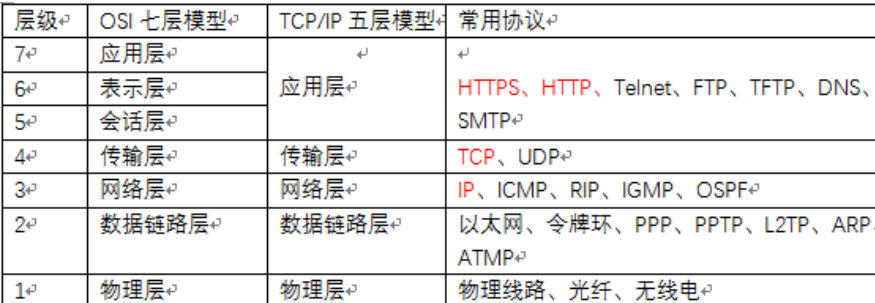 层级 OSI 七层模型 TCP/IP 五层模型 常用协议
7 应用层
6 表示层 应用层 HTTPS、HTTP、Telnet、FTP、TFTP、DNS、
5 会话层 SMTP
4 传输层 传输层 TCP、UDP
3 网络层 网络层 IP、ICMP、RIP、IGMP、OSPF
2 数据链路层 数据链路层 以太网、令牌环、PPP、PPTP、L2TP、ARP、
ATMP
1 物理层 物理层 物理线路、光纤、无线电